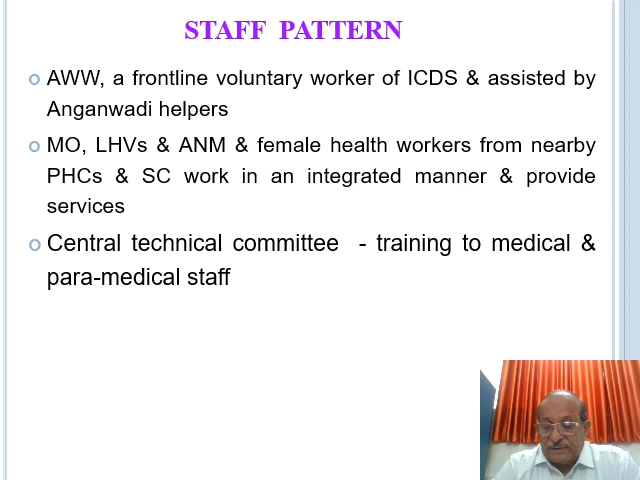 STAFF PATTERN
AWW, a frontline voluntary worker of ICDS & assisted by
Anganwadi helpers
MO, LHVs & ANM & female health workers from nearby
PHCs & SC work in an integrated manner & provide
services
Central technical committee - training to medical &
para-medical staff